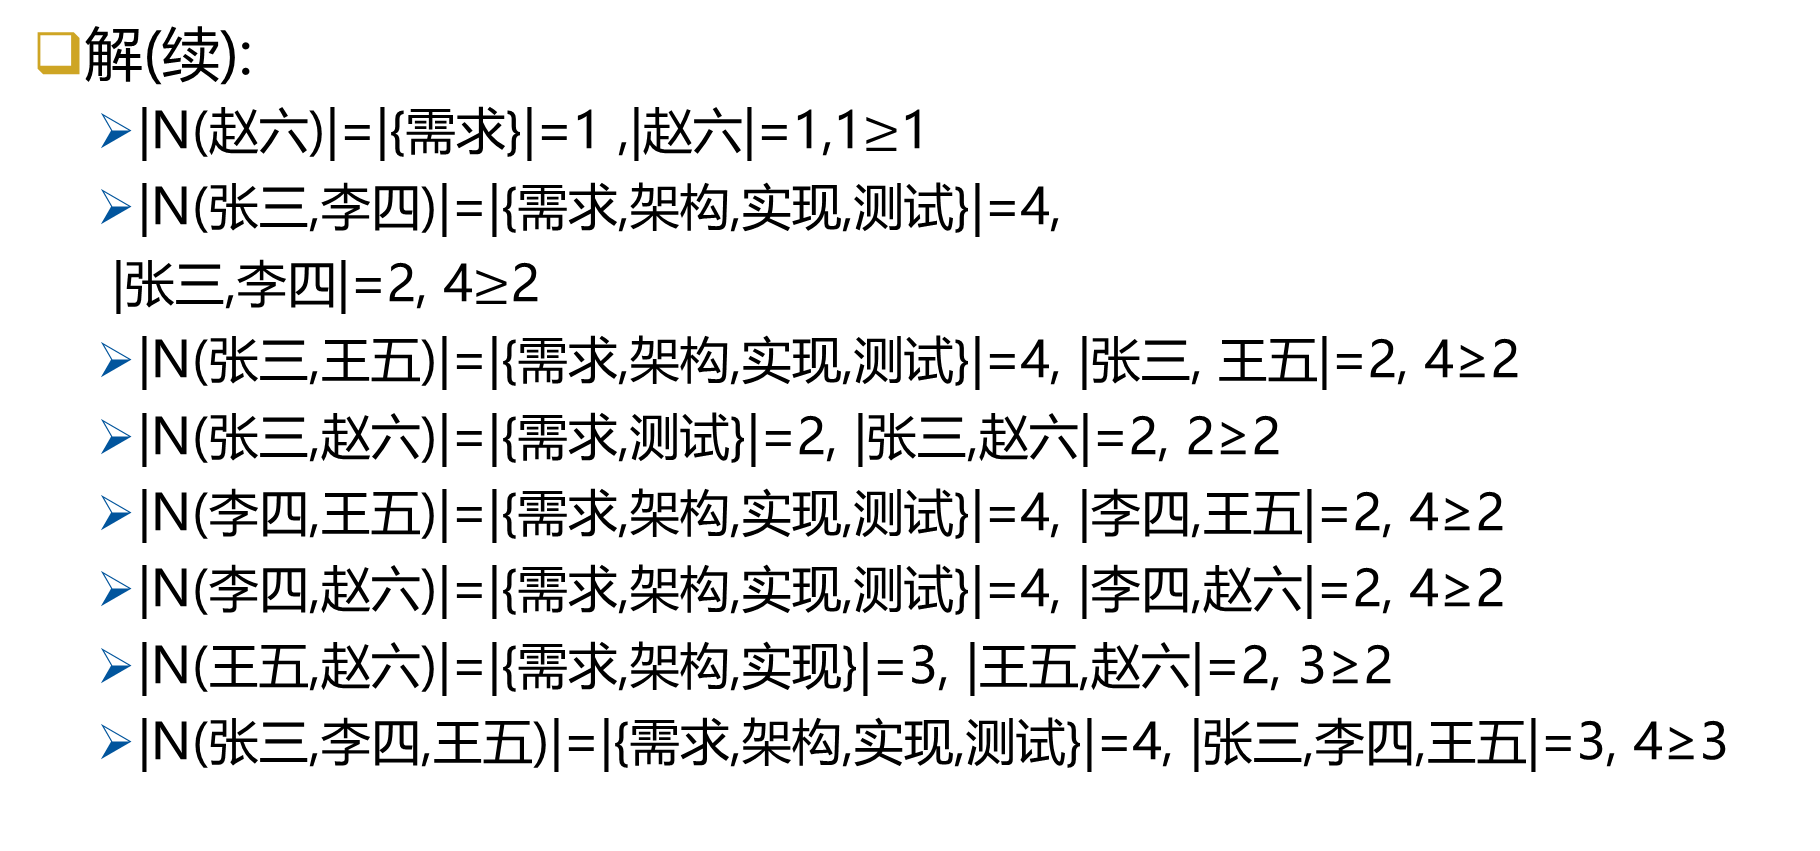 解(续):
|N(赵六)|=|{需求}|=1 ,|赵六|=1,1≥1
|N(张三,李四)|=|{需求,架构,实现,测试}|=4,
|张三,李四|=2, 4≥2
|N(张三,王五)|=|{需求,架构,实现,测试}|=4, |张三, 王五|=2, 4≥2
|N(张三,赵六)|=|{需求,测试}|=2, |张三,赵六|=2, 2≥2
|N(李四,王五)|=|{需求,架构,实现,测试}|=4, |李四,王五|=2, 4≥2
|N(李四,赵六)|=|{需求,架构,实现,测试}|=4, |李四,赵六|=2, 4≥2
|N(王五,赵六)|=|{需求,架构,实现}|=3, |王五,赵六|=2, 3≥2
|N(张三,李四,王五)|=|{需求,架构,实现,测试}|=4, |张三,李四,王五|=3, 4≥3